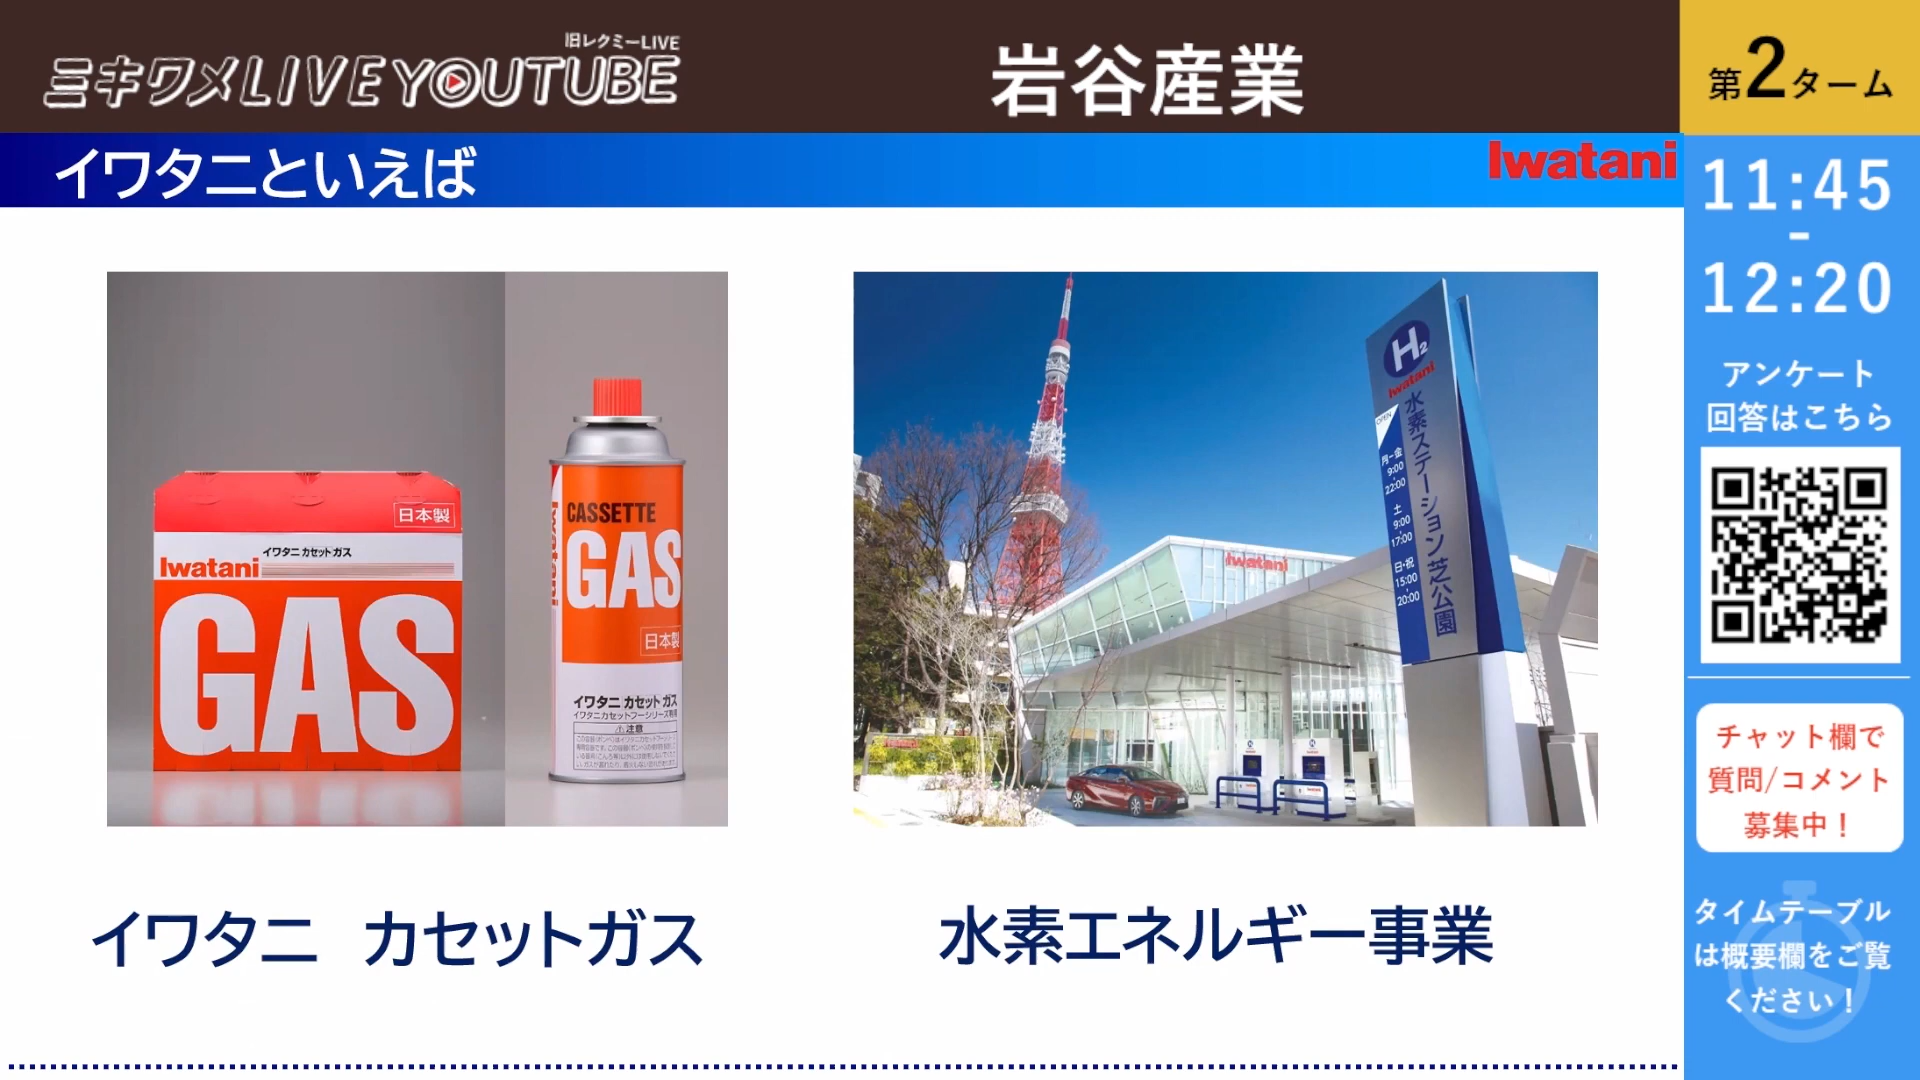 旧レクミーLIVE
ミキワメLIVE YOUTUBE
岩谷産業
第2ターム
イワタニといえば
Iwatani
11:45
-
12:20
アンケート
回答はこちら
日本製
Iwatani イワタニ カセットガス
GAS
Iwatani
CASSETTE
GAS
日本製
イワタニ カセット ガス
⚠注意
H2
Iwatani
水素ステーション 芝公園
OPEN
月-金
9:00
22:00
土
9:00
17:00
日・祝
15:00
20:00
Iwatani
イワタニ カセットガス
水素エネルギー事業
チャット欄で
質問/コメント
募集中!
タイムテーブル
は概要欄をご覧
ください!